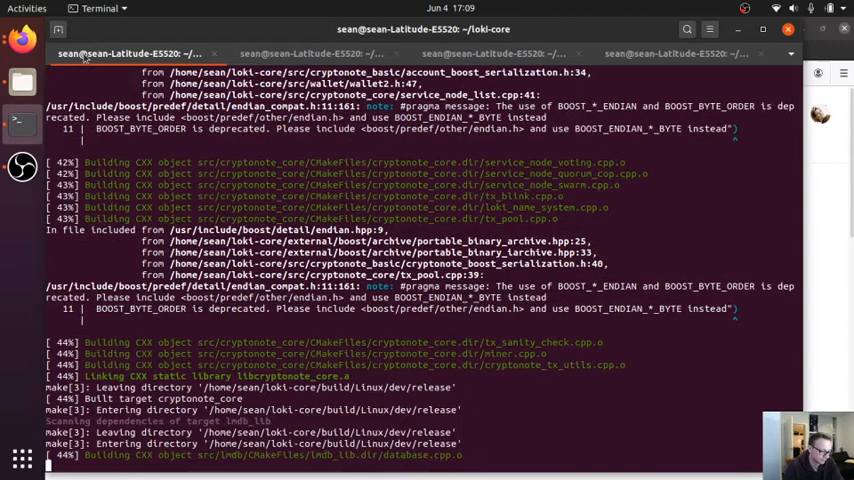 Activities
Terminal
Jun 4 17:09
sean@sean-Latitude-E5520: ~/loki-core
sean@sean-Latitude-E5520: ~/...
sean@sean-Latitude-E5520: ~/...
sean@sean-Latitude-E5520: ~/...
sean@sean-Latitude-E5520: ~/...
from /home/sean/loki-core/src/cryptonote_basic/account_boost_serialization.h:34,
from /home/sean/loki-core/src/wallet/wallet2.h:47,
from /home/sean/loki-core/src/cryptonote_core/service_node_list.cpp:41:
/usr/include/boost/predef/detail/endian_compat.h:11:161: note: #pragma message: The use of BOOST_*_ENDIAN and BOOST_BYTE_ORDER is dep
recated. Please include <boost/predef/other/endian.h> and use BOOST_ENDIAN_*_BYTE instead
11 | BOOST_BYTE_ORDER is deprecated. Please include <boost/predef/other/endian.h> and use BOOST_ENDIAN_*_BYTE instead")
| ^
[ 42%] Building CXX object src/cryptonote_core/CMakeFiles/cryptonote_core.dir/service_node_voting.cpp.o
[ 42%] Building CXX object src/cryptonote_core/CMakeFiles/cryptonote_core.dir/service_node_quorum_cop.cpp.o
[ 43%] Building CXX object src/cryptonote_core/CMakeFiles/cryptonote_core.dir/service_node_swarm.cpp.o
[ 43%] Building CXX object src/cryptonote_core/CMakeFiles/cryptonote_core.dir/tx_blink.cpp.o
[ 43%] Building CXX object src/cryptonote_core/CMakeFiles/cryptonote_core.dir/loki_name_system.cpp.o
[ 43%] Building CXX object src/cryptonote_core/CMakeFiles/cryptonote_core.dir/tx_pool.cpp.o
In file included from /usr/include/boost/detail/endian.hpp:9,
from /home/sean/loki-core/external/boost/archive/portable_binary_archive.hpp:25,
from /home/sean/loki-core/external/boost/archive/portable_binary_iarchive.hpp:33,
from /home/sean/loki-core/src/cryptonote_basic/cryptonote_boost_serialization.h:40,
from /home/sean/loki-core/src/cryptonote_core/tx_pool.cpp:39:
/usr/include/boost/predef/detail/endian_compat.h:11:161: note: #pragma message: The use of BOOST_*_ENDIAN and BOOST_BYTE_ORDER is dep
recated. Please include <boost/predef/other/endian.h> and use BOOST_ENDIAN_*_BYTE instead
11 | BOOST_BYTE_ORDER is deprecated. Please include <boost/predef/other/endian.h> and use BOOST_ENDIAN_*_BYTE instead")
| ^
[ 44%] Building CXX object src/cryptonote_core/CMakeFiles/cryptonote_core.dir/tx_sanity_check.cpp.o
[ 44%] Building CXX object src/cryptonote_core/CMakeFiles/cryptonote_core.dir/miner.cpp.o
[ 44%] Building CXX object src/cryptonote_core/CMakeFiles/cryptonote_core.dir/cryptonote_tx_utils.cpp.o
[ 44%] Linking CXX static library libcryptonote_core.a
make[3]: Leaving directory '/home/sean/loki-core/build/Linux/dev/release'
[ 44%] Built target cryptonote_core
make[3]: Entering directory '/home/sean/loki-core/build/Linux/dev/release'
Scanning dependencies of target lmdb_lib
make[3]: Leaving directory '/home/sean/loki-core/build/Linux/dev/release'
make[3]: Entering directory '/home/sean/loki-core/build/Linux/dev/release'
[ 44%] Building CXX object src/lmdb/CMakeFiles/lmdb_lib.dir/database.cpp.o